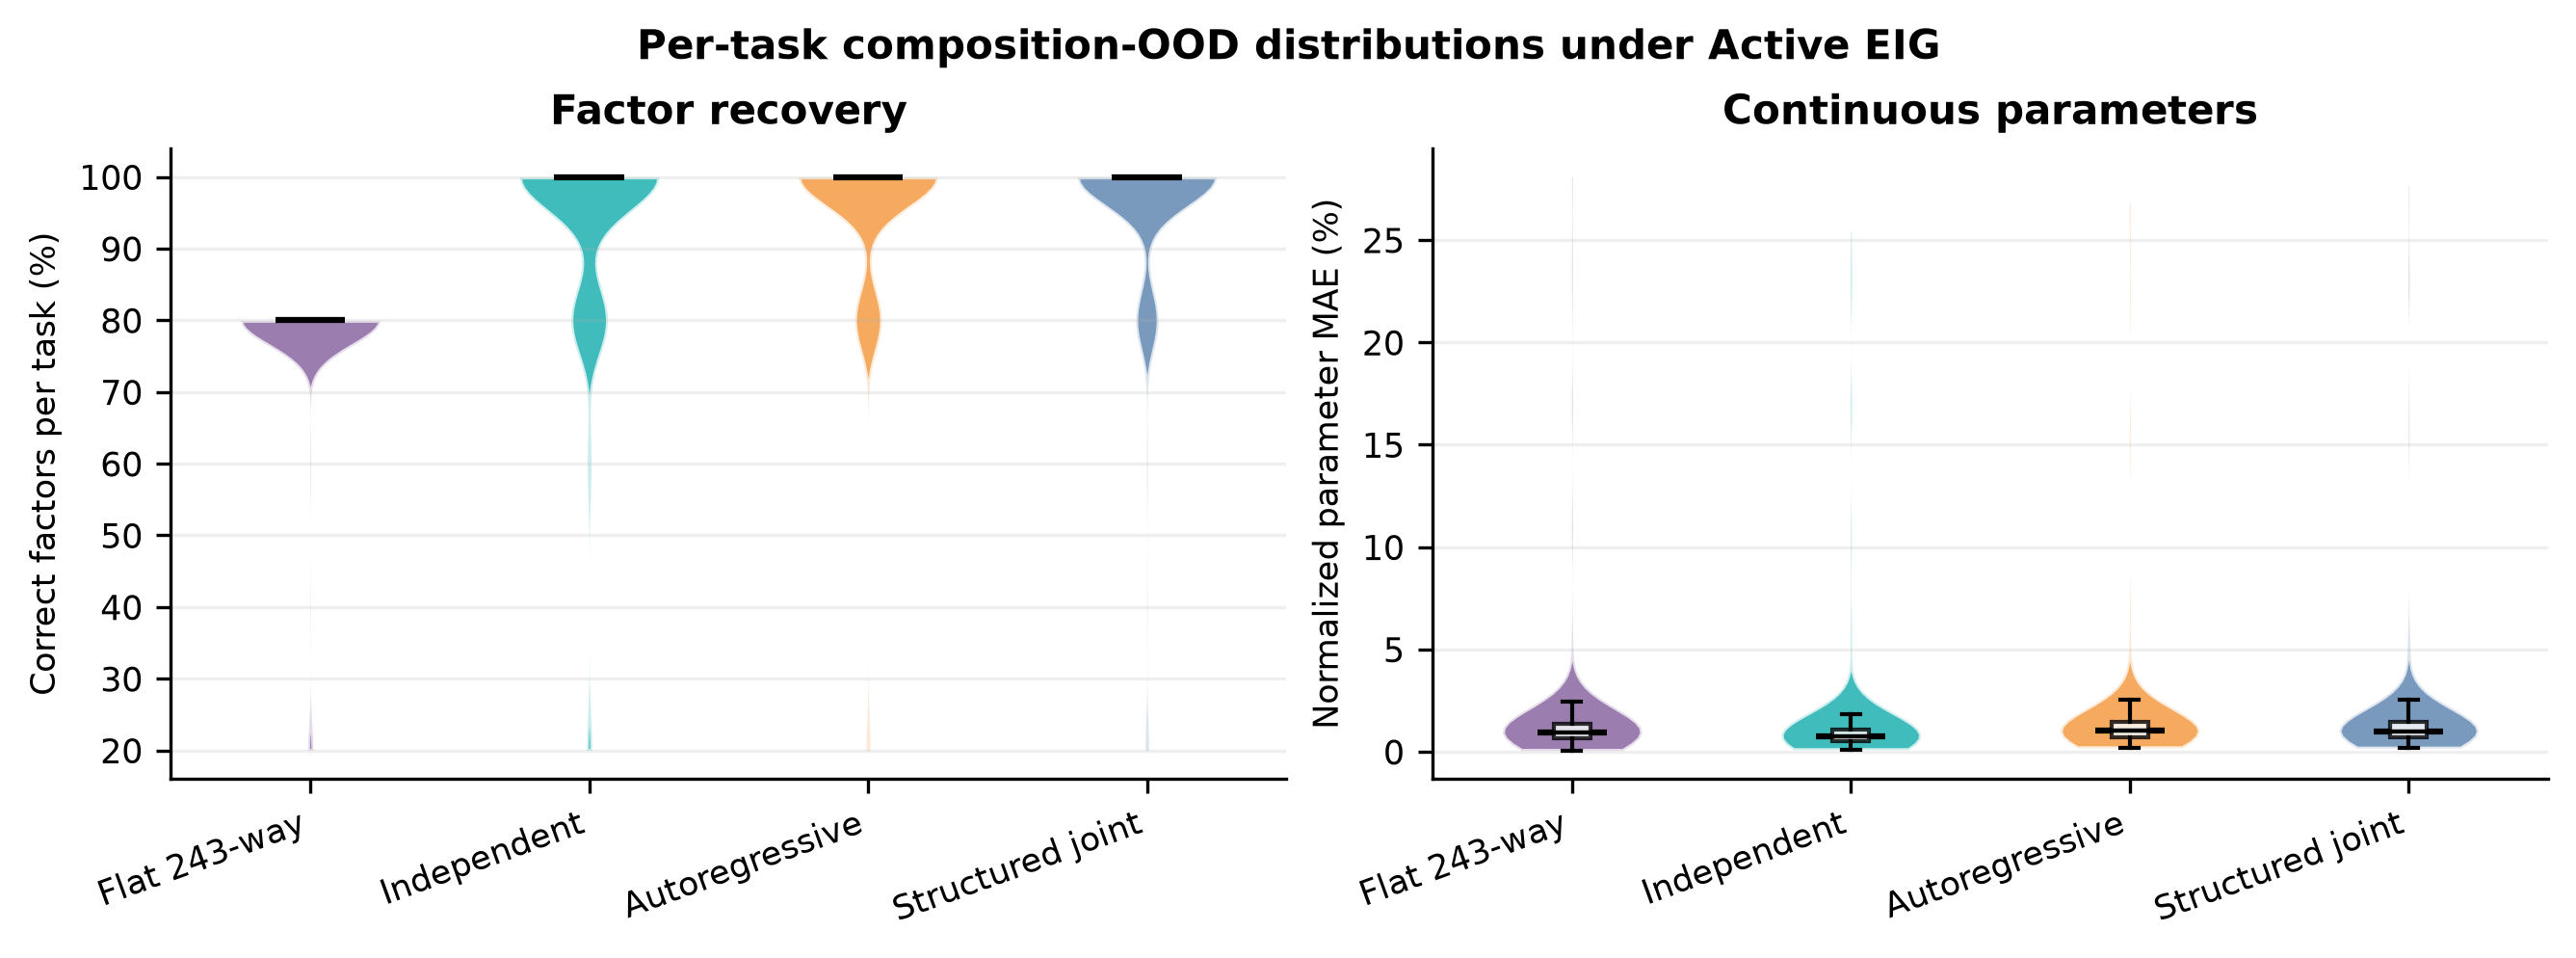 Per-task composition-OOD distributions under Active EIG
Factor recovery
Correct factors per task (%)
100
90
80
70
60
50
40
30
20
Flat 243-way
Independent
Autoregressive
Structured joint
Continuous parameters
Normalized parameter MAE (%)
25
20
15
10
5
0
Flat 243-way
Independent
Autoregressive
Structured joint